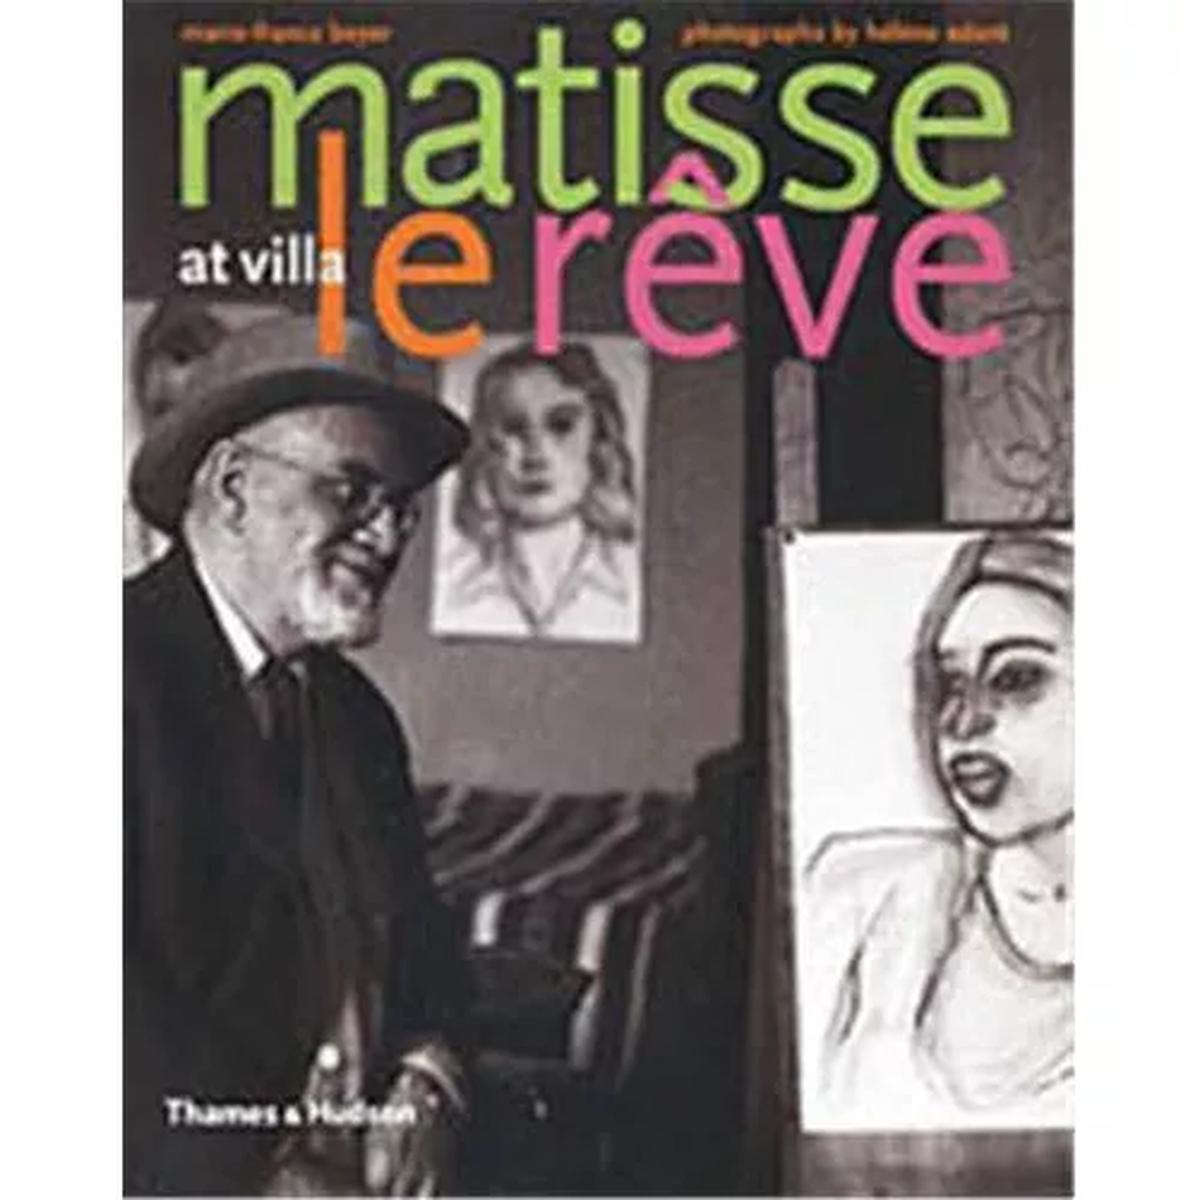 marie-france boyer
photographs by hélène adant
matisse
at villa le rêve
Thames & Hudson